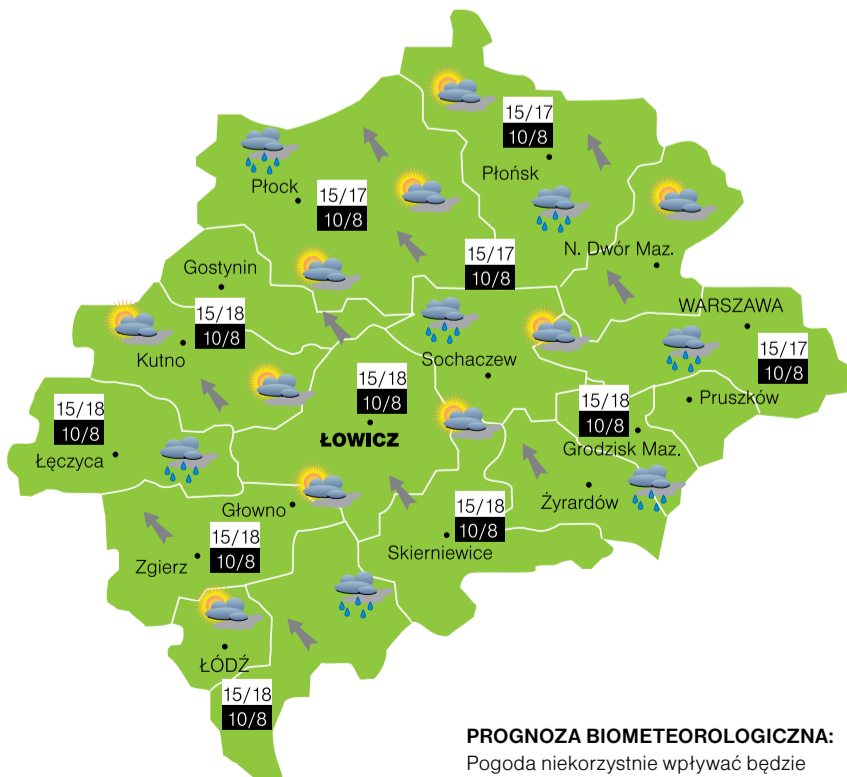 15/17
10/8
Płońsk
Płock
15/17
10/8
N. Dwór Maz.
15/17
10/8
Gostynin
WARSZAWA
15/18
10/8
Kutno
Sochaczew
15/17
10/8
15/18
10/8
ŁOWICZ
15/18
10/8
Pruszków
Grodzisk Maz.
15/18
10/8
Łęczyca
Żyrardów
Głowno
15/18
10/8
Skierniewice
15/18
10/8
Zgierz
ŁÓDŹ
15/18
10/8
PROGNOZA BIOMETEOROLOGICZNA:
Pogoda niekorzystnie wpływać będzie